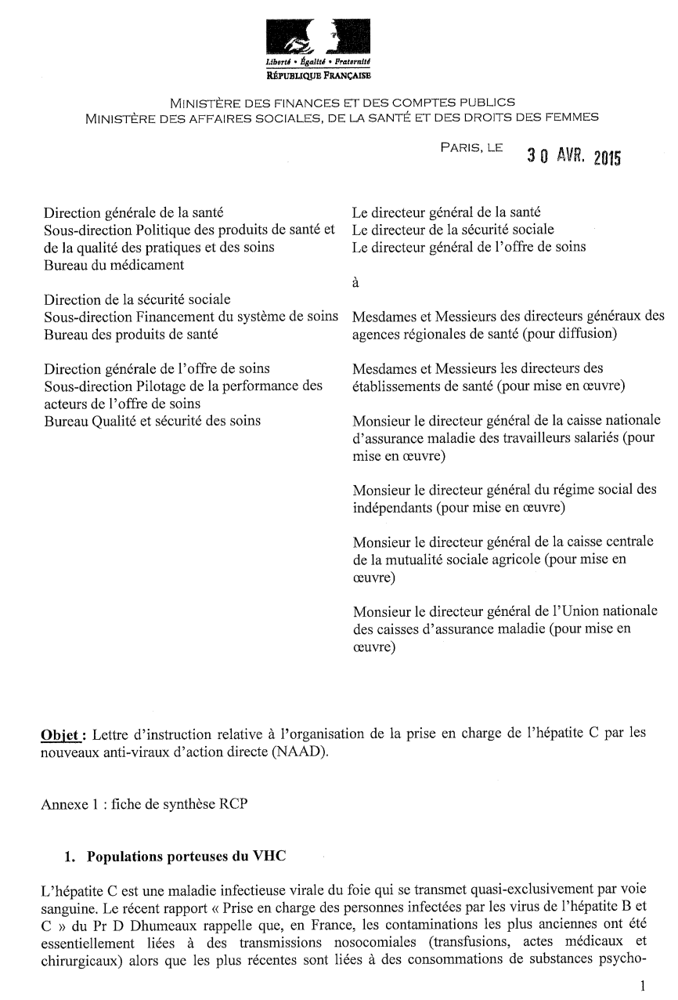 Liberté • Égalité • Fraternité
RÉPUBLIQUE FRANÇAISE
MINISTÈRE DES FINANCES ET DES COMPTES PUBLICS
MINISTÈRE DES AFFAIRES SOCIALES, DE LA SANTÉ ET DES DROITS DES FEMMES
PARIS, LE 30 AVR. 2015
Direction générale de la santé
Sous-direction Politique des produits de santé et
de la qualité des pratiques et des soins
Bureau du médicament
Direction de la sécurité sociale
Sous-direction Financement du système de soins
Bureau des produits de santé
Direction générale de l'offre de soins
Sous-direction Pilotage de la performance des
acteurs de l'offre de soins
Bureau Qualité et sécurité des soins
Le directeur général de la santé
Le directeur de la sécurité sociale
Le directeur général de l'offre de soins
à
Mesdames et Messieurs des directeurs généraux des
agences régionales de santé (pour diffusion)
Mesdames et Messieurs les directeurs des
établissements de santé (pour mise en œuvre)
Monsieur le directeur général de la caisse nationale
d'assurance maladie des travailleurs salariés (pour
mise en œuvre)
Monsieur le directeur général du régime social des
indépendants (pour mise en œuvre)
Monsieur le directeur général de la caisse centrale
de la mutualité sociale agricole (pour mise en
œuvre)
Monsieur le directeur général de l'Union nationale
des caisses d'assurance maladie (pour mise en
œuvre)
Objet : Lettre d'instruction relative à l'organisation de la prise en charge de l'hépatite C par les
nouveaux anti-viraux d'action directe (NAAD).
Annexe 1 : fiche de synthèse RCP
1. Populations porteuses du VHC
L'hépatite C est une maladie infectieuse virale du foie qui se transmet quasi-exclusivement par voie
sanguine. Le récent rapport « Prise en charge des personnes infectées par les virus de l'hépatite B et
C » du Pr D Dhumeaux rappelle que, en France, les contaminations les plus anciennes ont été
essentiellement liées à des transmissions nosocomiales (transfusions, actes médicaux et
chirurgicaux) alors que les plus récentes sont liées à des consommations de substances psycho-
1